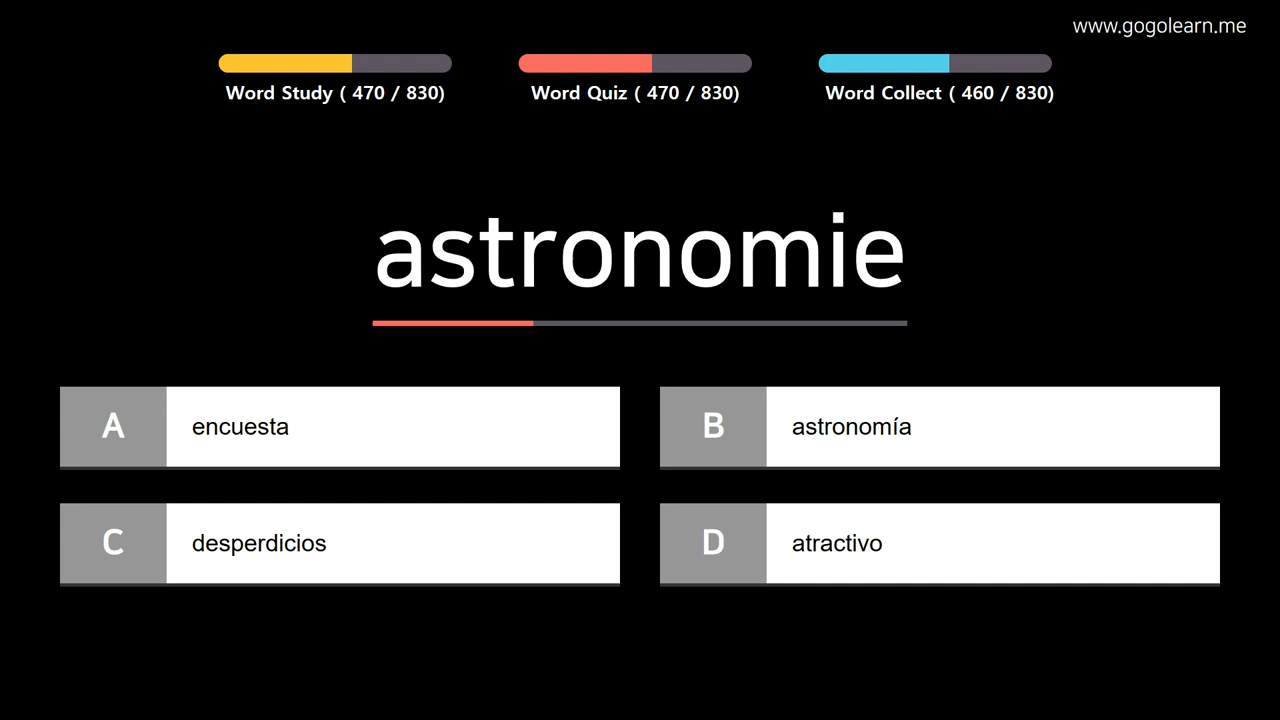 www.gogolearn.me
Word Study ( 470 / 830)
Word Quiz ( 470 / 830)
Word Collect ( 460 / 830)
astronomie
A
encuesta
B
astronomía
C
desperdicios
D
atractivo